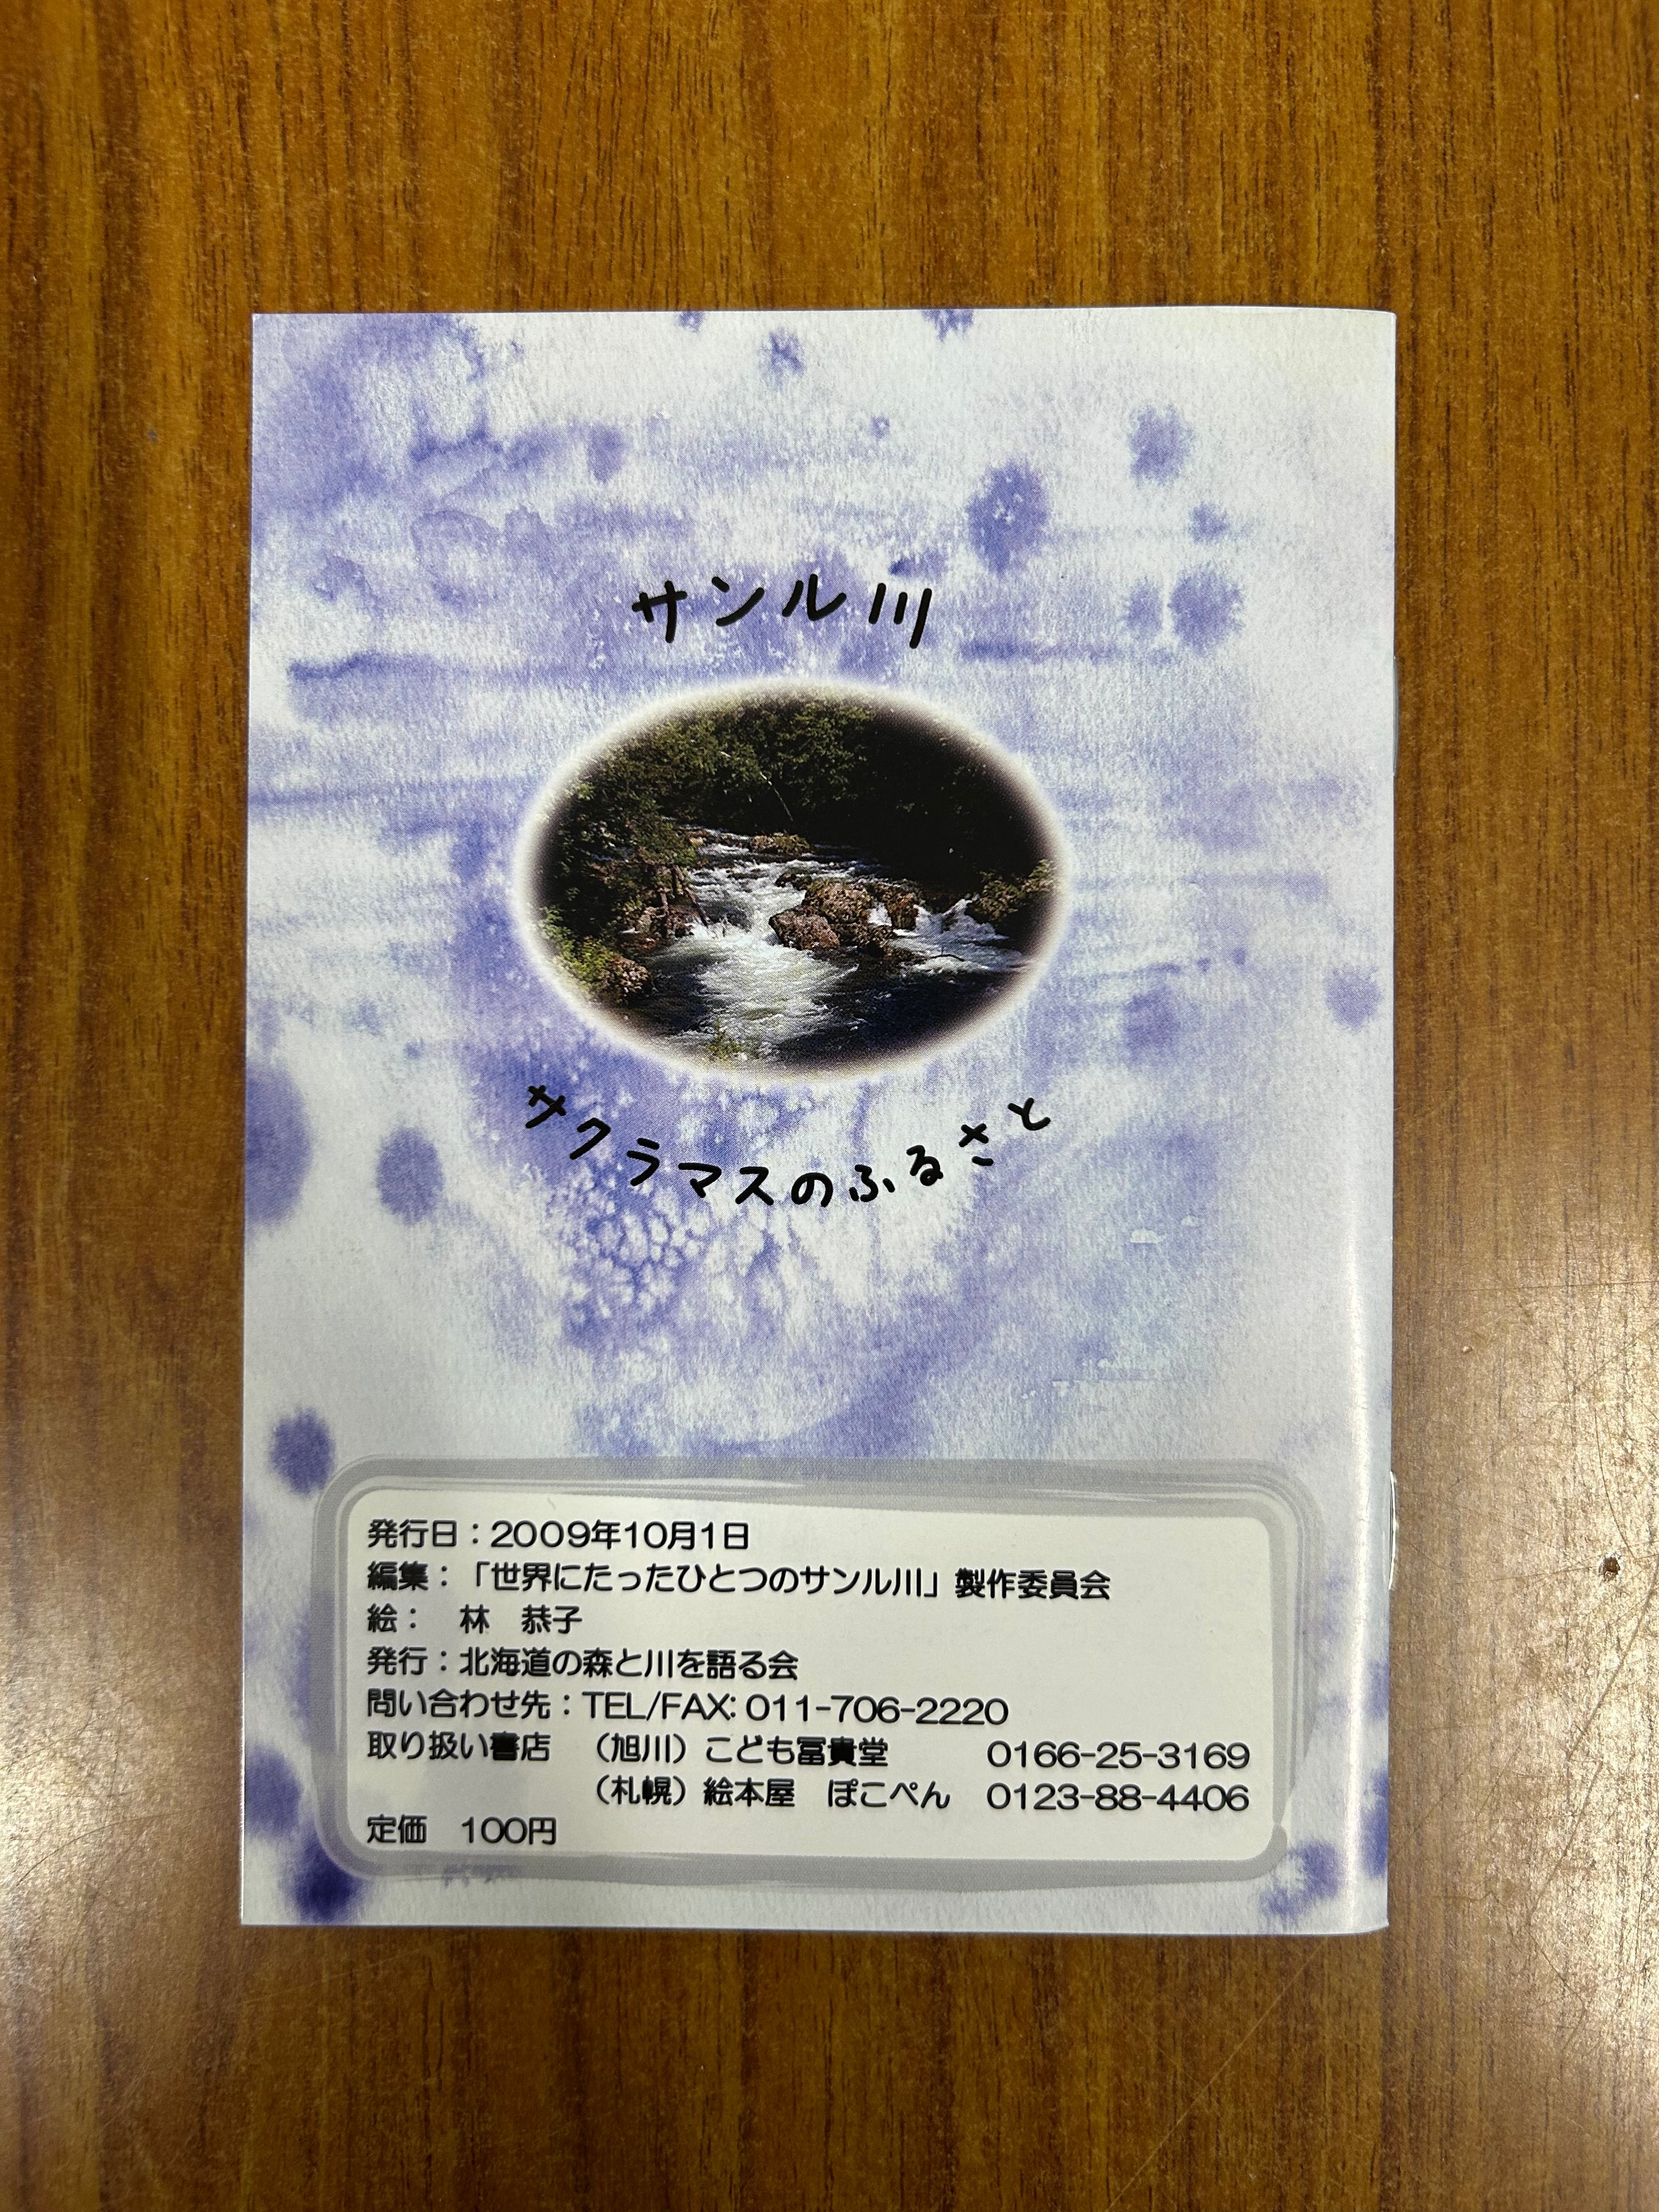 サンル川
サクラマスのふるさと
発行日：2009年10月1日
編集：「世界にたったひとつのサンル川」製作委員会
絵：　林　恭子
発行：北海道の森と川を語る会
問い合わせ先：TEL/FAX: 011-706-2220
取り扱い書店　（旭川）こども冨貴堂　0166-25-3169
（札幌）絵本屋　ぽこぺん　0123-88-4406
定価　100円